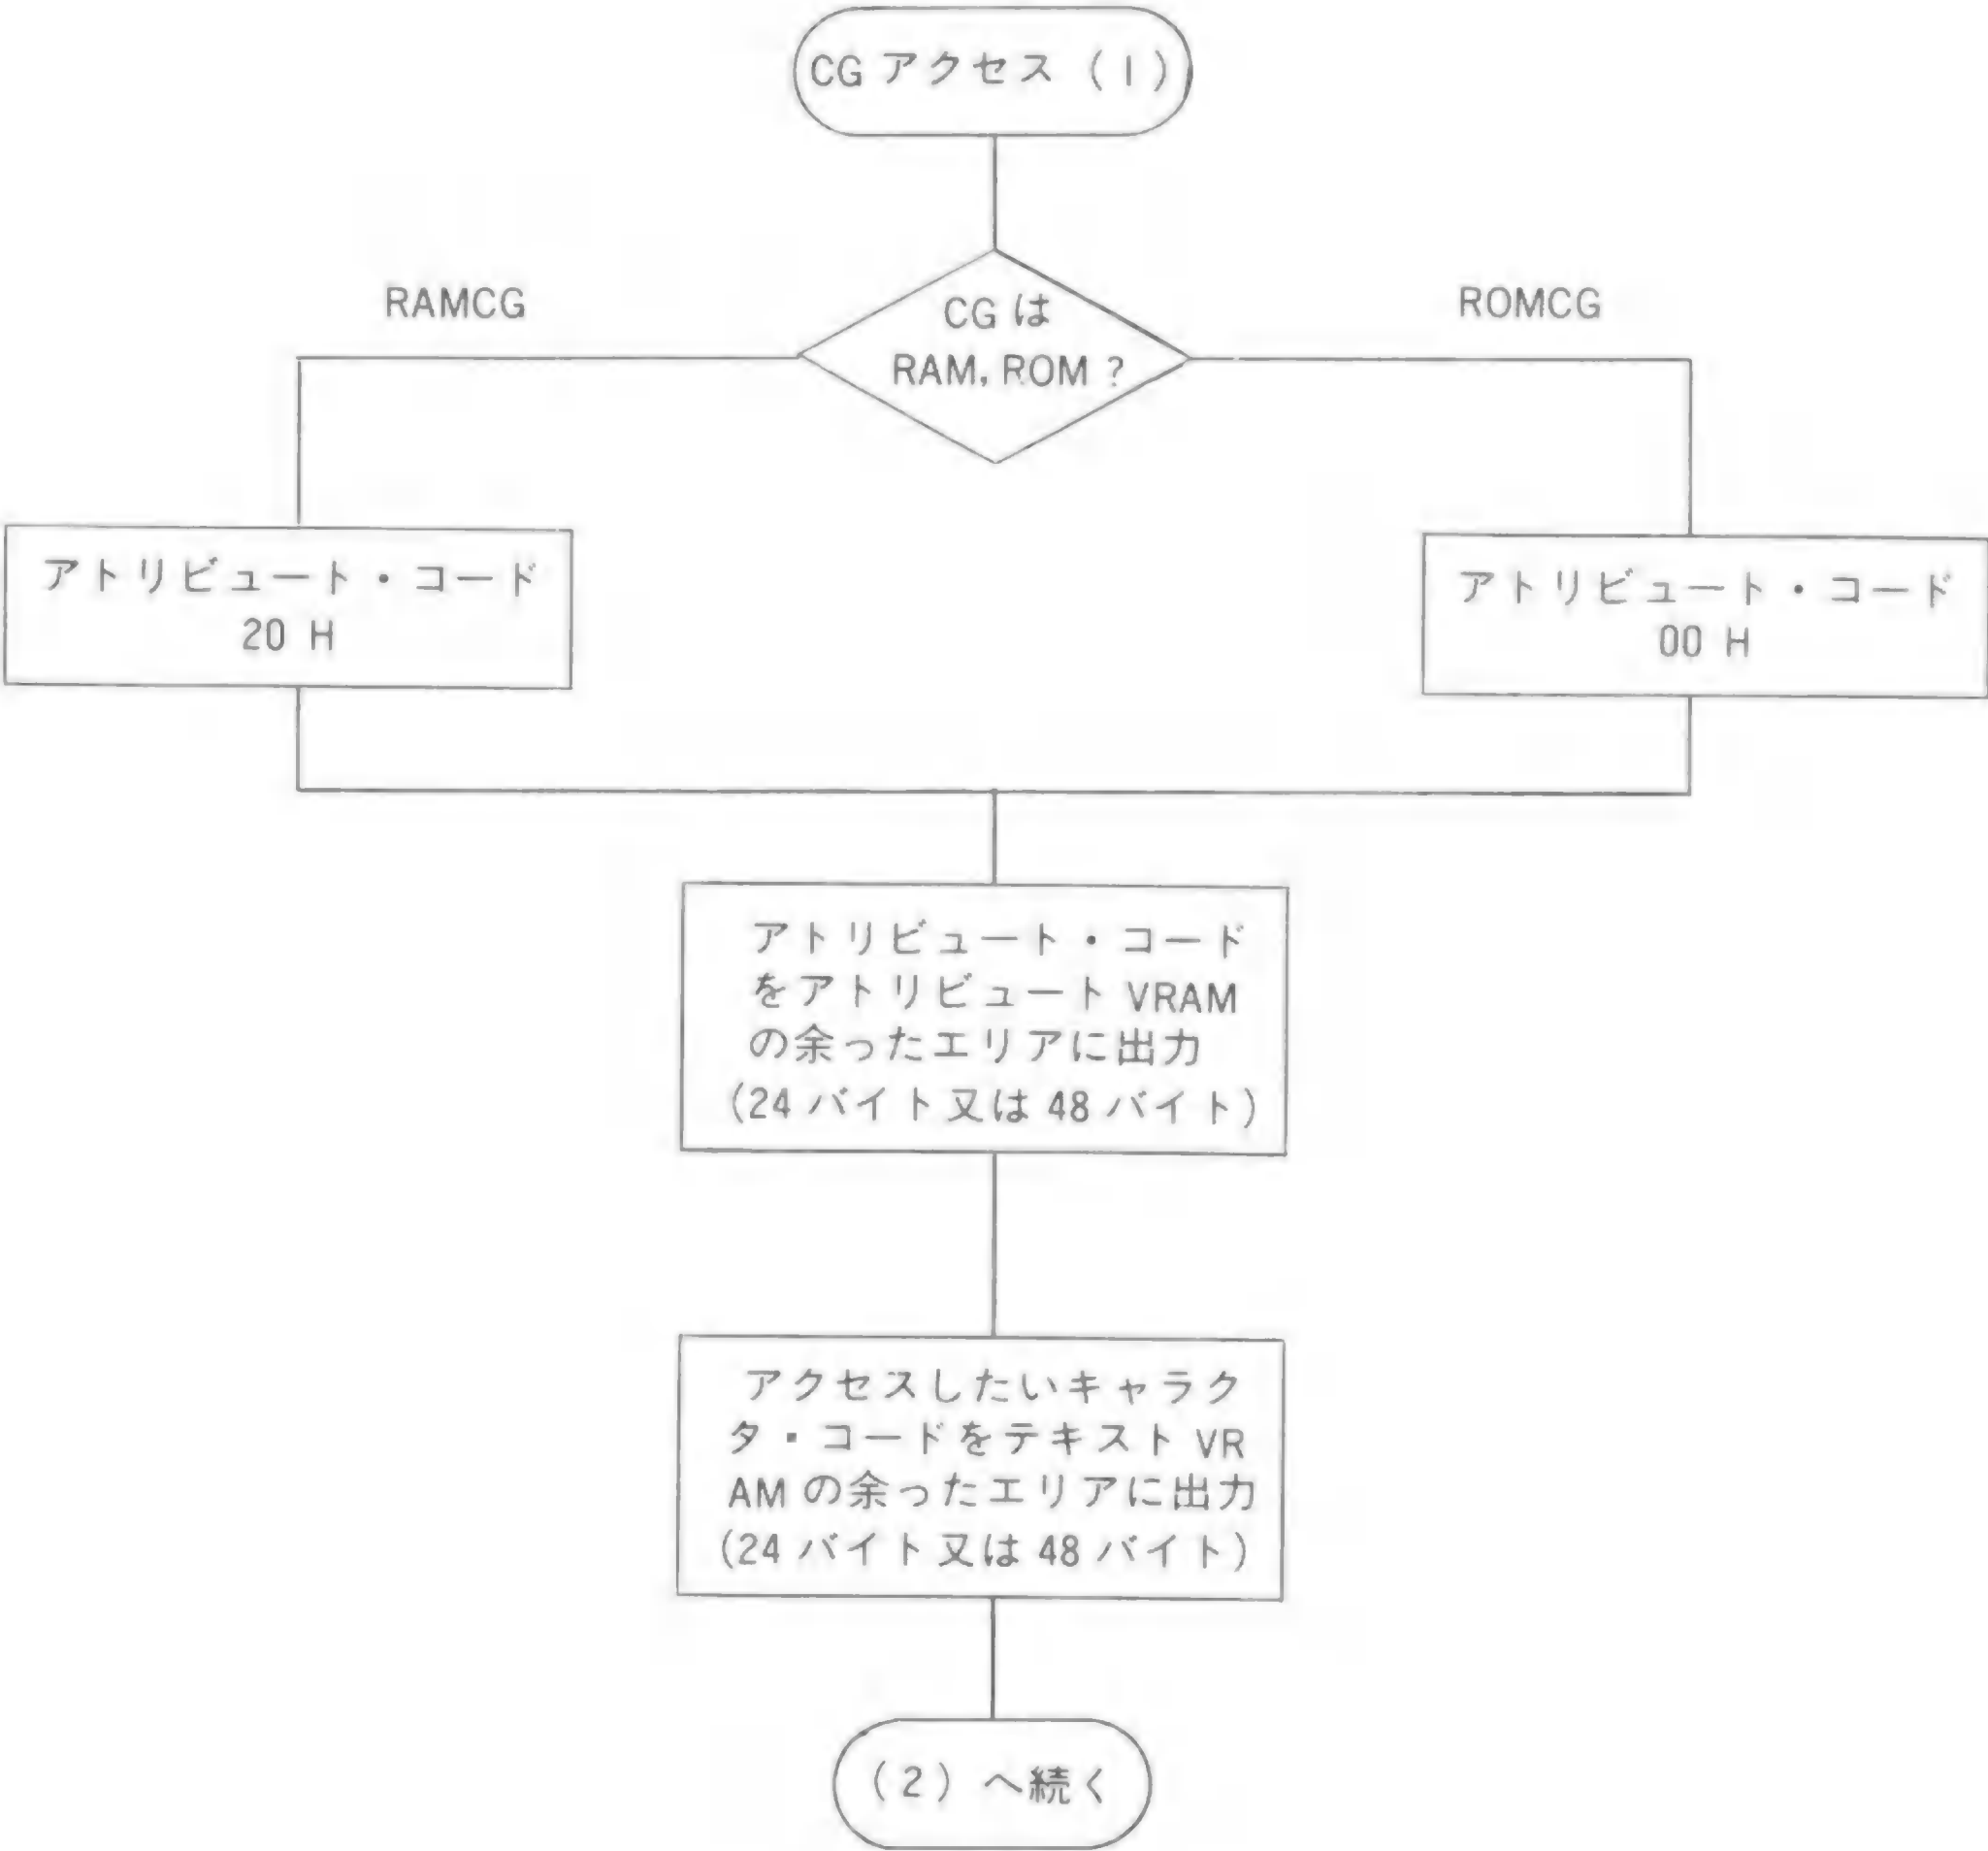 CG アクセス (1)
RAMCG
CG は
RAM, ROM ?
ROMCG
アトリビュート・コード
20 H
アトリビュート・コード
00 H
アトリビュート・コード
をアトリビュート VRAM
の余ったエリアに出力
(24 バイト又は 48 バイト)
アクセスしたいキャラク
タ・コードをテキスト VR
AM の余ったエリアに出力
(24 バイト又は 48 バイト)
(2) へ続く